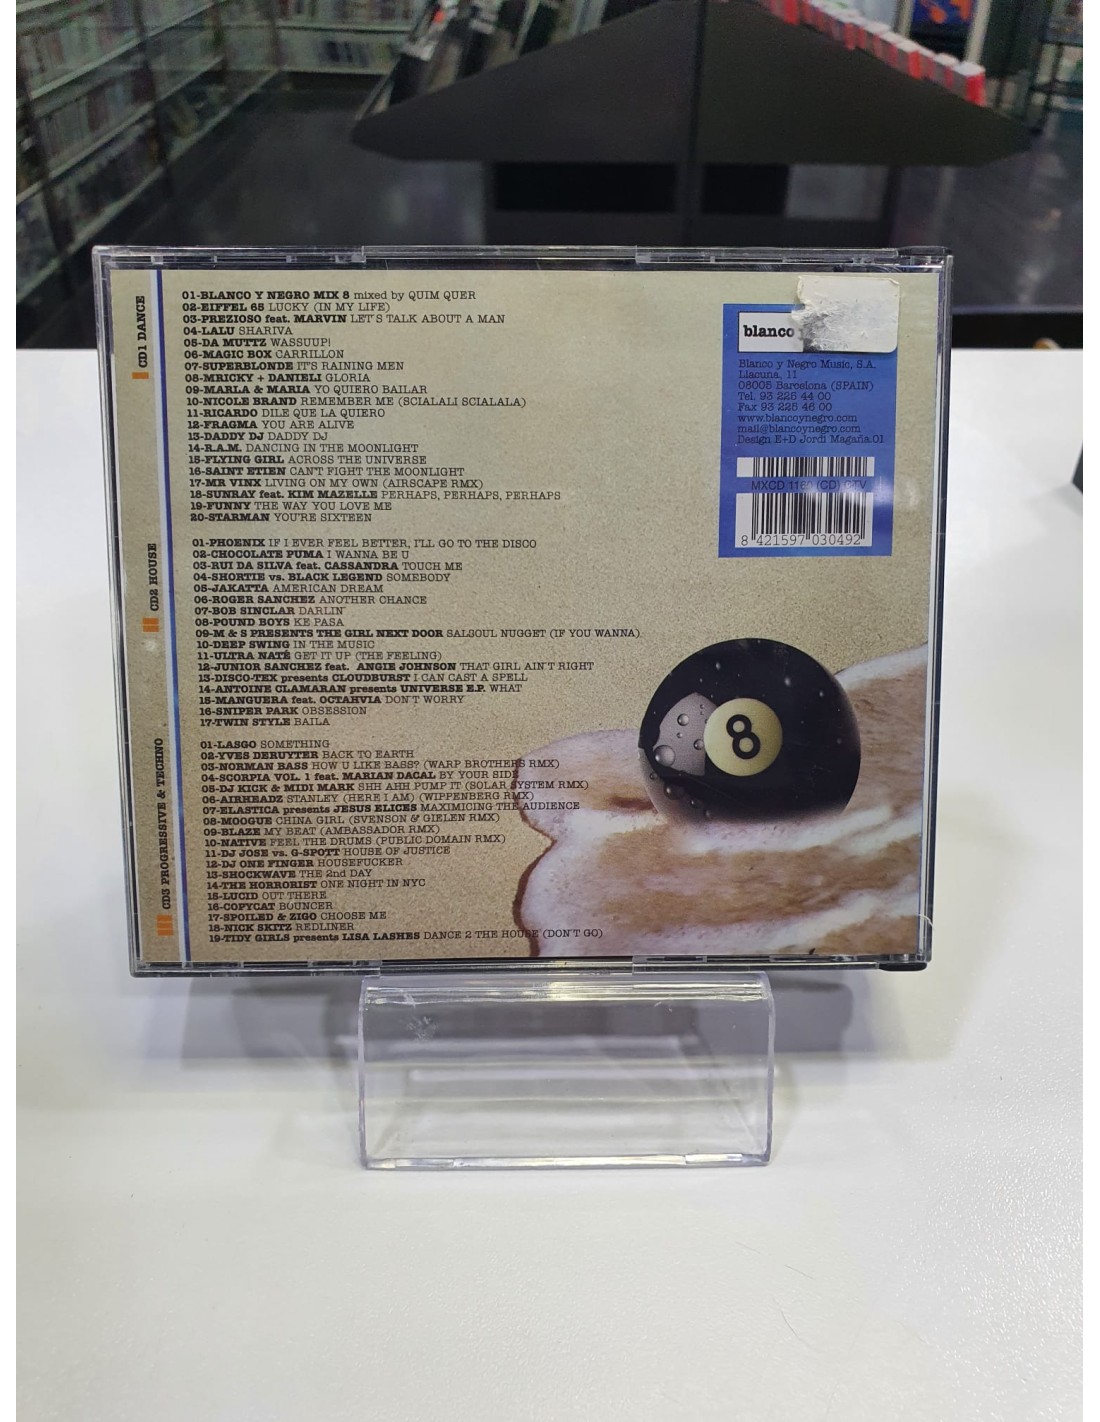 CD1 DANCE
01-BLANCO Y NEGRO MIX 8 mixed by QUIM QUER
02-EIFFEL 65 LUCKY (IN MY LIFE)
03-PREZIOSO feat. MARVIN LET'S TALK ABOUT A MAN
04-LALU SHARIVA
05-DA MUTTZ WASSUUP!
06-MAGIC BOX CARRILLON
07-SUPERBLONDE IT'S RAINING MEN
08-MRICKY + DANIELI GLORIA
09-MARLA & MARIA YO QUIERO BAILAR
10-NICOLE BRAND REMEMBER ME (SCIALALI SCIALALA)
11-RICARDO DILE QUE LA QUIERO
12-FRAGMA YOU ARE ALIVE
13-DADDY DJ DADDY DJ
14-R.A.M. DANCING IN THE MOONLIGHT
15-FLYING GIRL ACROSS THE UNIVERSE
16-SAINT ETIEN CAN'T FIGHT THE MOONLIGHT
17-MR VINX LIVING ON MY OWN (AIRSCAPE RMX)
18-SUNRAY feat. KIM MAZELLE PERHAPS, PERHAPS, PERHAPS
19-FUNNY THE WAY YOU LOVE ME
20-STARMAN YOU'RE SIXTEEN
CD2 HOUSE
01-PHOENIX IF I EVER FEEL BETTER, I'LL GO TO THE DISCO
02-CHOCOLATE PUMA I WANNA BE U
03-RUI DA SILVA feat. CASSANDRA TOUCH ME
04-SHORTIE vs. BLACK LEGEND SOMEBODY
05-JAKATTA AMERICAN DREAM
06-ROGER SANCHEZ ANOTHER CHANCE
07-BOB SINCLAR DARLIN'
08-POUND BOYS KE PASA
09-M & S PRESENTS THE GIRL NEXT DOOR SALSOUL NUGGET (IF YOU WANNA)
10-DEEP SWING IN THE MUSIC
11-ULTRA NATÉ GET IT UP (THE FEELING)
12-JUNIOR SANCHEZ feat. ANGIE JOHNSON THAT GIRL AIN'T RIGHT
13-DISCO-TEX presents CLOUDBURST I CAN CAST A SPELL
14-ANTOINE CLAMARAN presents UNIVERSE E.P. WHAT
15-MANGUERA feat. OCTAHVIA DON'T WORRY
16-SNIPER PARK OBSESSION
17-TWIN STYLE BAILA
CD3 PROGRESSIVE & TECHNO
01-LASGO SOMETHING
02-YVES DERUYTER BACK TO EARTH
03-NORMAN BASS HOW U LIKE BASS? (WARP BROTHERS RMX)
04-SCORPIA VOL. 1 feat. MARIAN DACAL BY YOUR SIDE
05-DJ KICK & MIDI MARK SHH AHH PUMP IT (SOLAR SYSTEM RMX)
06-AIRHEADZ STANLEY (HERE I AM) (WIPPENBERG RMX)
07-ELASTICA presents JESUS ELICES MAXIMICING THE AUDIENCE
08-MOOGUE CHINA GIRL (SVENSON & GIELEN RMX)
09-BLAZE MY BEAT (AMBASSADOR RMX)
10-NATIVE FEEL THE DRUMS (PUBLIC DOMAIN RMX)
11-DJ JOSE vs. G-SPOTT HOUSE OF JUSTICE
12-DJ ONE FINGER HOUSEFUCKER
13-SHOCKWAVE THE 2nd DAY
14-THE HORRORIST ONE NIGHT IN NYC
15-LUCID OUT THERE
16-COPYCAT BOUNCER
17-SPOILED & ZIGO CHOOSE ME
18-NICK SKITZ REDLINER
19-TIDY GIRLS presents LISA LASHES DANCE 2 THE HOUSE (DON'T GO)
blanco
Blanco y Negro Music, S.A.
Llacuna, 11
08005 Barcelona (SPAIN)
Tel. 93 225 44 00
Fax 93 225 46 00
www.blancoynegro.com
mail@blancoynegro.com
Design E+D Jordi Magaña.01
MXCD (CD) CTV
8 421597 030492
8